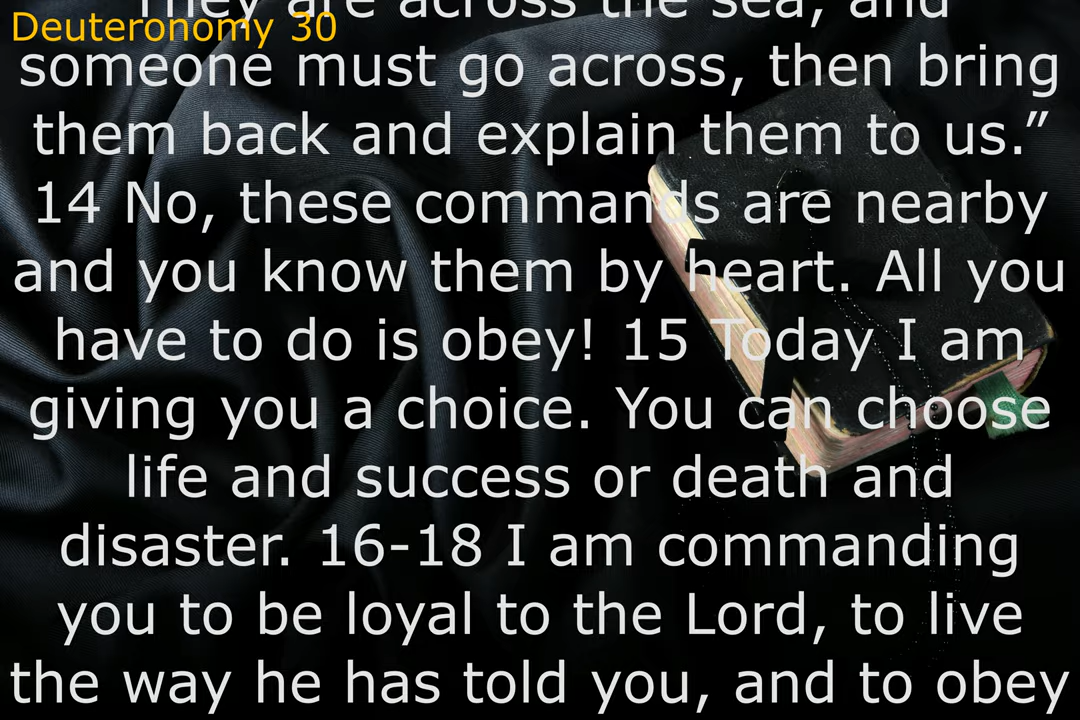 They are across the sea, and
Deuteronomy 30
someone must go across, then bring
them back and explain them to us.”
14 No, these commands are nearby
and you know them by heart. All you
have to do is obey! 15 Today I am
giving you a choice. You can choose
life and success or death and
disaster. 16-18 I am commanding
you to be loyal to the Lord, to live
the way he has told you, and to obey